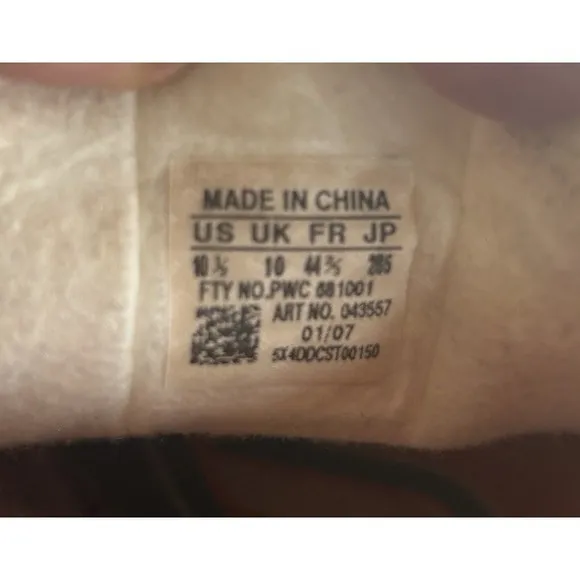 MADE IN CHINA
US UK FR JP
10 ½ 10 44 ⅔ 285
FTY NO.PWC 681001
ART NO. 043557
01/07
5X4DDCST00150